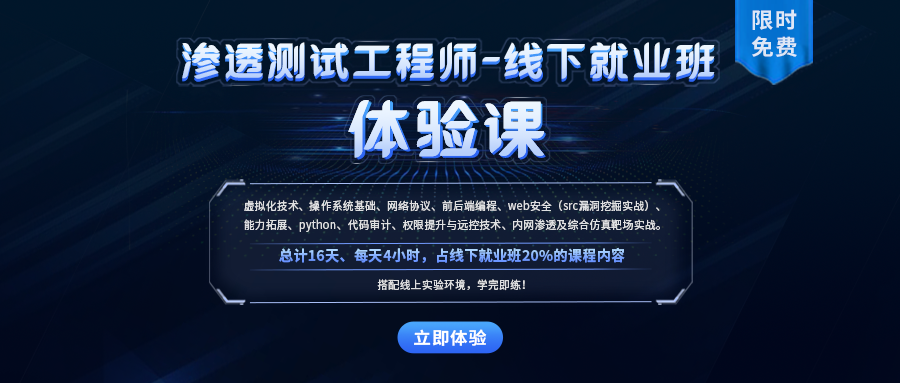 限时
免费
渗透测试工程师-线下就业班
体验课
虚拟化技术、操作系统基础、网络协议、前后端编程、web安全（src漏洞挖掘实战）、
能力拓展、python、代码审计、权限提升与远控技术、内网渗透及综合仿真靶场实战。
总计16天、每天4小时，占线下就业班20%的课程内容
搭配线上实验环境，学完即练！
立即体验